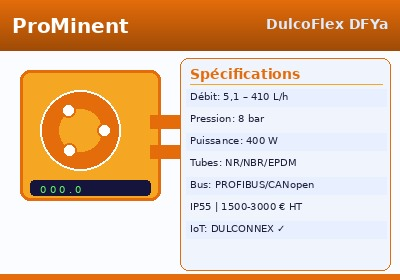 ProMinent
DulcoFlex DFYa
Spécifications
Débit: 5,1 – 410 L/h
Pression: 8 bar
Puissance: 400 W
Tubes: NR/NBR/EPDM
Bus: PROFIBUS/CANopen
IP55 | 1500-3000 € HT
IoT: DULCONNEX ✓
000.0